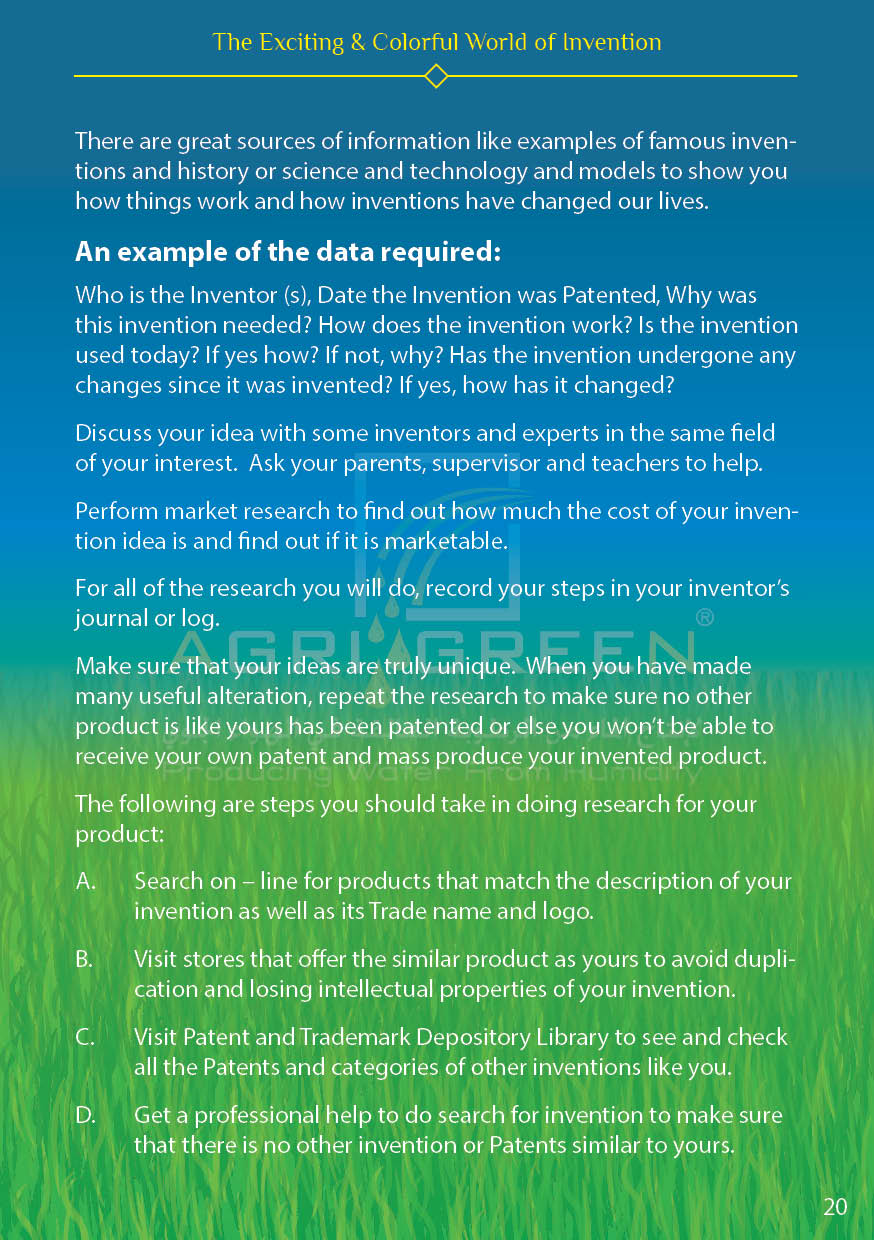 The Exciting & Colorful World of Invention
There are great sources of information like examples of famous inven-
tions and history or science and technology and models to show you
how things work and how inventions have changed our lives.
An example of the data required:
Who is the Inventor (s), Date the Invention was Patented, Why was
this invention needed? How does the invention work? Is the invention
used today? If yes how? If not, why? Has the invention undergone any
changes since it was invented? If yes, how has it changed?
Discuss your idea with some inventors and experts in the same field
of your interest.  Ask your parents, supervisor and teachers to help.
Perform market research to find out how much the cost of your inven-
tion idea is and find out if it is marketable.
For all of the research you will do, record your steps in your inventor’s
journal or log.
AGRI GREEN ®
Make sure that your ideas are truly unique.  When you have made
many useful alteration, repeat the research to make sure no other
product is like yours has been patented or else you won’t be able to
receive your own patent and mass produce your invented product.
Producing Water From Humidity
The following are steps you should take in doing research for your
product:
A. Search on – line for products that match the description of your
invention as well as its Trade name and logo.
B. Visit stores that offer the similar product as yours to avoid dupli-
cation and losing intellectual properties of your invention.
C. Visit Patent and Trademark Depository Library to see and check
all the Patents and categories of other inventions like you.
D. Get a professional help to do search for invention to make sure
that there is no other invention or Patents similar to yours.
20